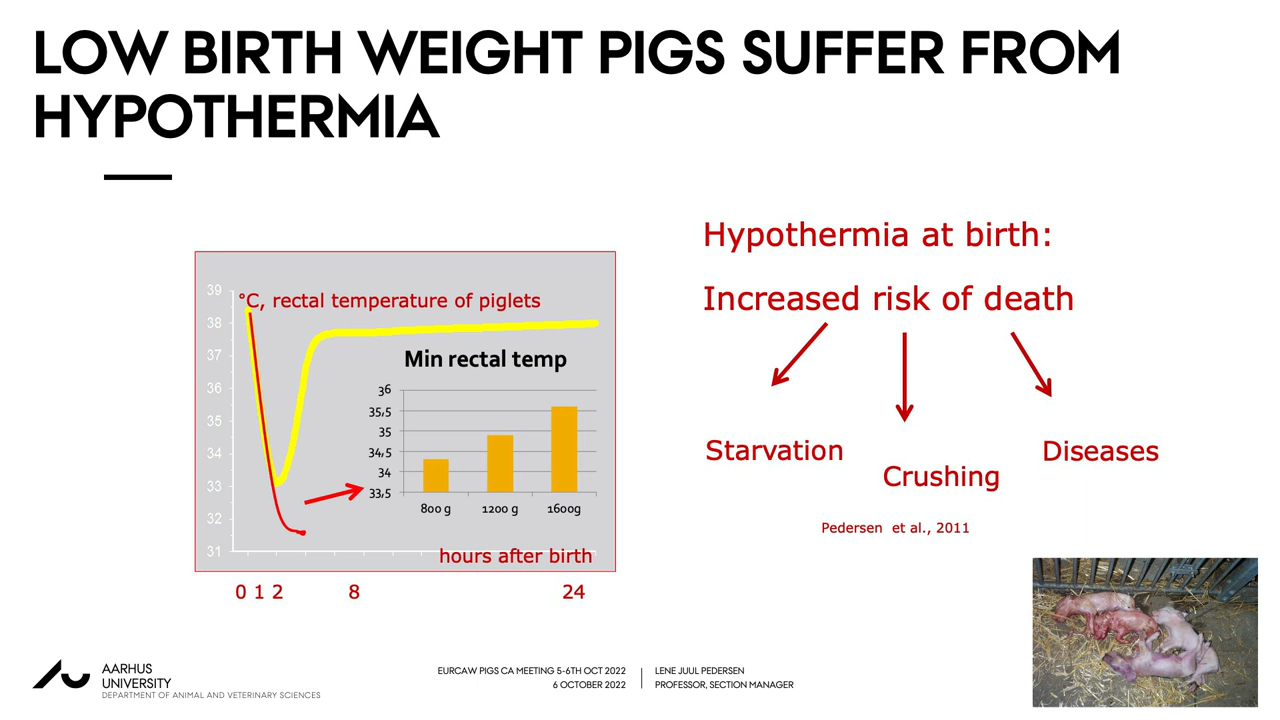 LOW BIRTH WEIGHT PIGS SUFFER FROM
HYPOTHERMIA
°C, rectal temperature of piglets
39
38
37
36
35
34
33
32
31
Min rectal temp
36
35,5
35
34,5
34
33,5
800 g
1200 g
1600g
hours after birth
0 1 2
8
24
Hypothermia at birth:
Increased risk of death
Starvation
Crushing
Diseases
Pedersen et al., 2011
AARHUS
UNIVERSITY
DEPARTMENT OF ANIMAL AND VETERINARY SCIENCES
EURCAW PIGS CA MEETING 5-6TH OCT 2022
6 OCTOBER 2022
LENE JUUL PEDERSEN
PROFESSOR, SECTION MANAGER